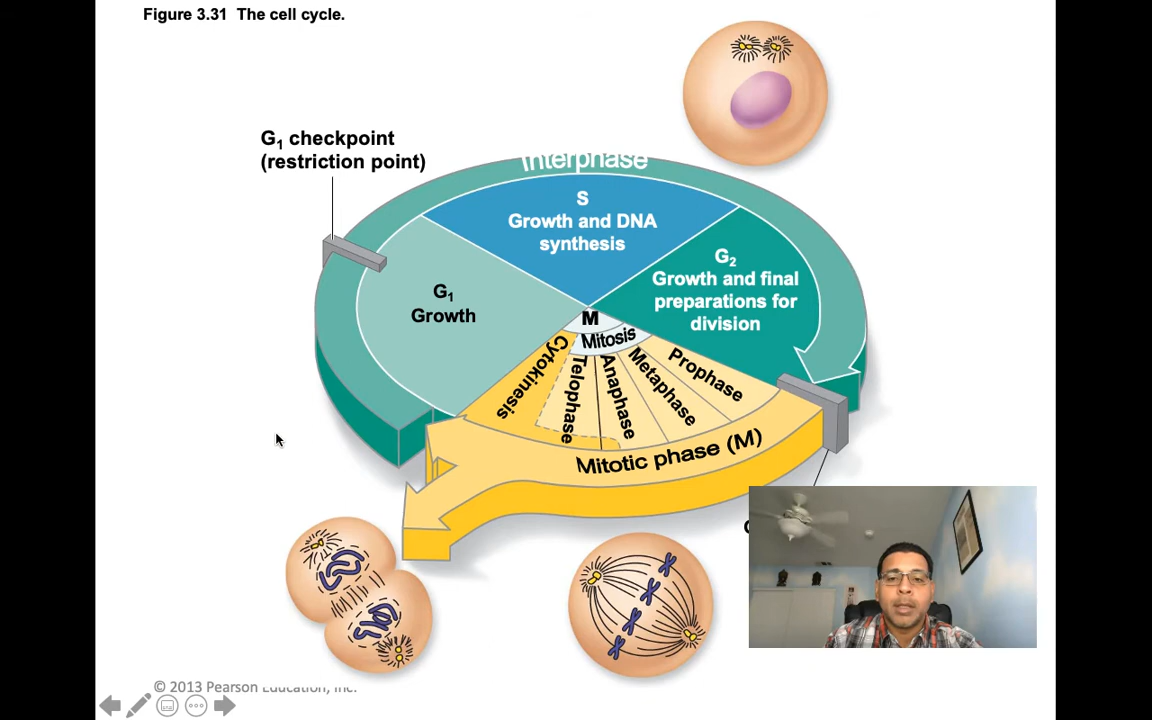 Figure 3.31 The cell cycle.
G1 checkpoint
(restriction point)
Interphase
S
Growth and DNA
synthesis
G2
Growth and final
preparations for
division
G1
Growth
M
Mitosis
Cytokinesis
Telophase
Anaphase
Metaphase
Prophase
Mitotic phase (M)
© 2013 Pearson Education, Inc.